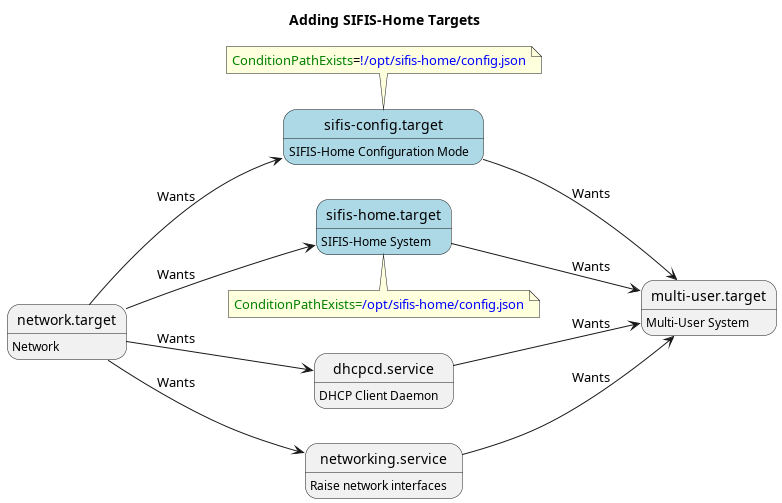 Adding SIFIS-Home Targets
ConditionPathExists=!/opt/sifis-home/config.json
sifis-config.target
SIFIS-Home Configuration Mode
Wants
Wants
sifis-home.target
SIFIS-Home System
Wants
Wants
ConditionPathExists=/opt/sifis-home/config.json
network.target
Network
multi-user.target
Multi-User System
Wants
Wants
dhcpcd.service
DHCP Client Daemon
Wants
Wants
networking.service
Raise network interfaces